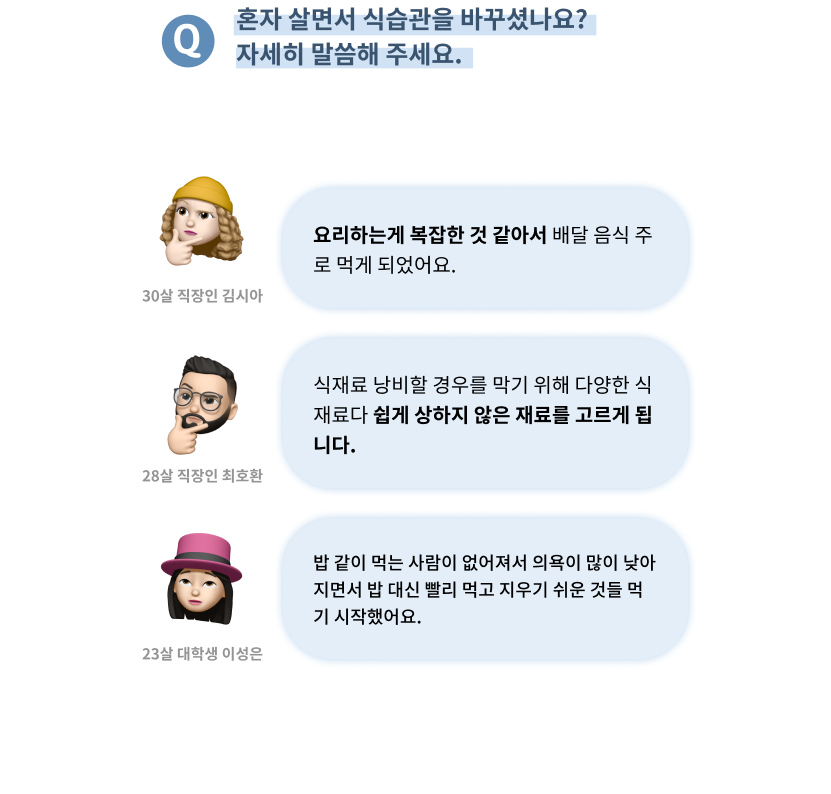 Q
혼자 살면서 식습관을 바꾸셨나요?
자세히 말씀해 주세요.
요리하는게 복잡한 것 같아서 배달 음식 주
로 먹게 되었어요.
30살 직장인 김시아
식재료 낭비할 경우를 막기 위해 다양한 식
재료다 쉽게 상하지 않은 재료를 고르게 됩
니다.
28살 직장인 최호환
밥 같이 먹는 사람이 없어져서 의욕이 많이 낮아
지면서 밥 대신 빨리 먹고 지우기 쉬운 것들 먹
기 시작했어요.
23살 대학생 이성은